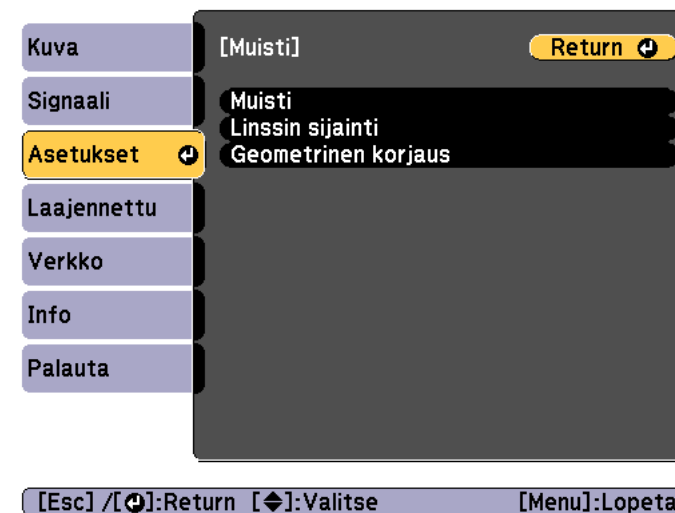 Kuva
Signaali
Asetukset
Laajennettu
Verkko
Info
Palauta
[Muisti]
Return
Muisti
Linssin sijainti
Geometrinen korjaus
[Esc] /[]:Return []:Valitse [Menu]:Lopeta